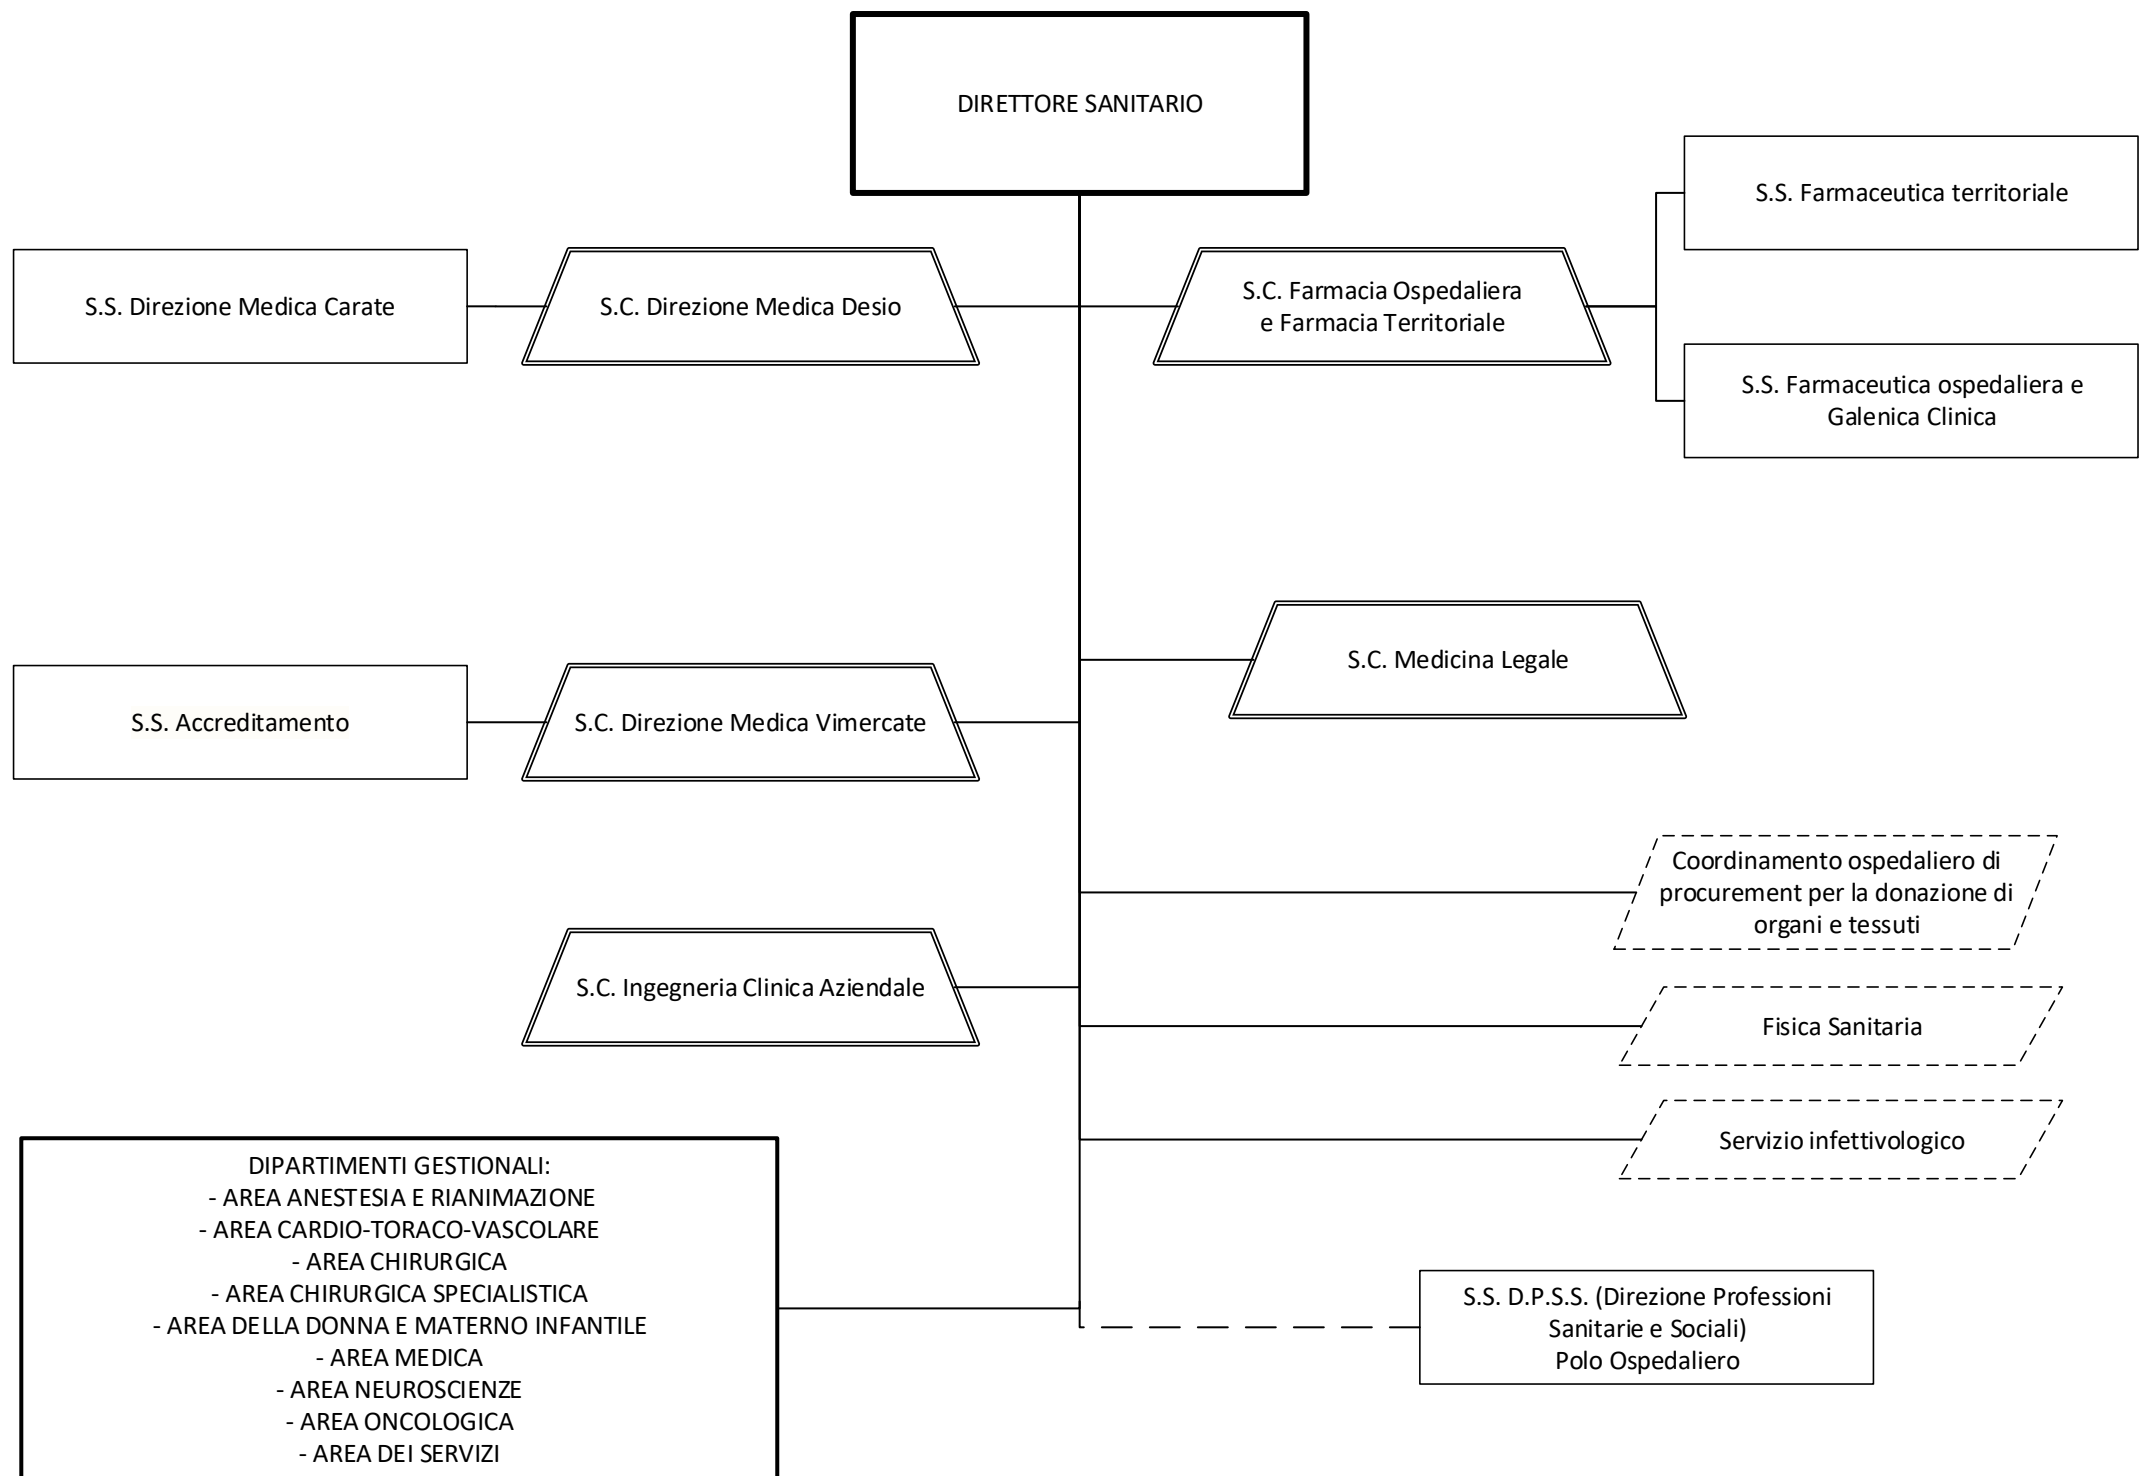 DIRETTORE SANITARIO
S.S. Farmaceutica territoriale
S.S. Direzione Medica Carate
S.C. Direzione Medica Desio
S.C. Farmacia Ospedaliera
e Farmacia Territoriale
S.S. Farmaceutica ospedaliera e
Galenica Clinica
S.C. Medicina Legale
S.S. Accreditamento
S.C. Direzione Medica Vimercate
Coordinamento ospedaliero di
procurement per la donazione di
organi e tessuti
S.C. Ingegneria Clinica Aziendale
Fisica Sanitaria
Servizio infettivologico
DIPARTIMENTI GESTIONALI:
- AREA ANESTESIA E RIANIMAZIONE
- AREA CARDIO-TORACO-VASCOLARE
- AREA CHIRURGICA
- AREA CHIRURGICA SPECIALISTICA
- AREA DELLA DONNA E MATERNO INFANTILE
- AREA MEDICA
- AREA NEUROSCIENZE
- AREA ONCOLOGICA
- AREA DEI SERVIZI
S.S. D.P.S.S. (Direzione Professioni
Sanitarie e Sociali)
Polo Ospedaliero